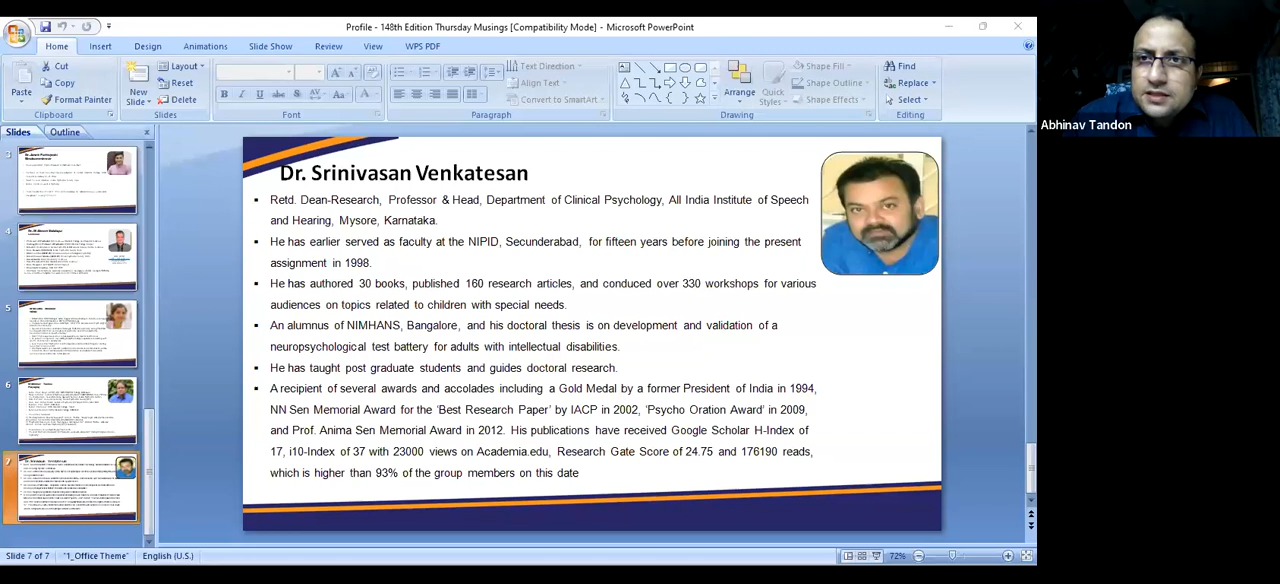 Profile - 148th Edition Thursday Musings [Compatibility Mode] - Microsoft PowerPoint
Home Insert Design Animations Slide Show Review View WPS PDF
Cut
Copy
Format Painter
Paste
Clipboard
New
Slide
Layout
Reset
Delete
Slides
B I U abc S AV Aa A
Font
Paragraph
Text Direction
Align Text
Convert to SmartArt
Arrange
Quick
Styles
Shape Fill
Shape Outline
Shape Effects
Drawing
Find
Replace
Select
Editing
Abhinav Tandon
Slides Outline
3
4
5
6
7
Dr. Srinivasan Venkatesan
Retd. Dean-Research, Professor & Head, Department of Clinical Psychology, All India Institute of Speech
and Hearing, Mysore, Karnataka.
He has earlier served as faculty at the NIMH, Secunderabad, for fifteen years before joining his present
assignment in 1998.
He has authored 30 books, published 160 research articles, and conduced over 330 workshops for various
audiences on topics related to children with special needs.
An alumni of NIMHANS, Bangalore, and his doctoral thesis is on development and validation of a
neuropsychological test battery for adults with intellectual disabilities.
He has taught post graduate students and guides doctoral research.
A recipient of several awards and accolades including a Gold Medal by a former President of India in 1994,
NN Sen Memorial Award for the 'Best Research Paper' by IACP in 2002, 'Psycho Oration Award in
and Prof. Anima Sen Memorial Award in 2012. His publications have received Google Scholar H-Index of
17, i10-Index of 37 with 23000 views on Academia.edu, Research Gate Score of 24.75 and reads,
which is higher than 93% of the group members on this date
Slide 7 of 7 "1_Office Theme" English (U.S.) 72%